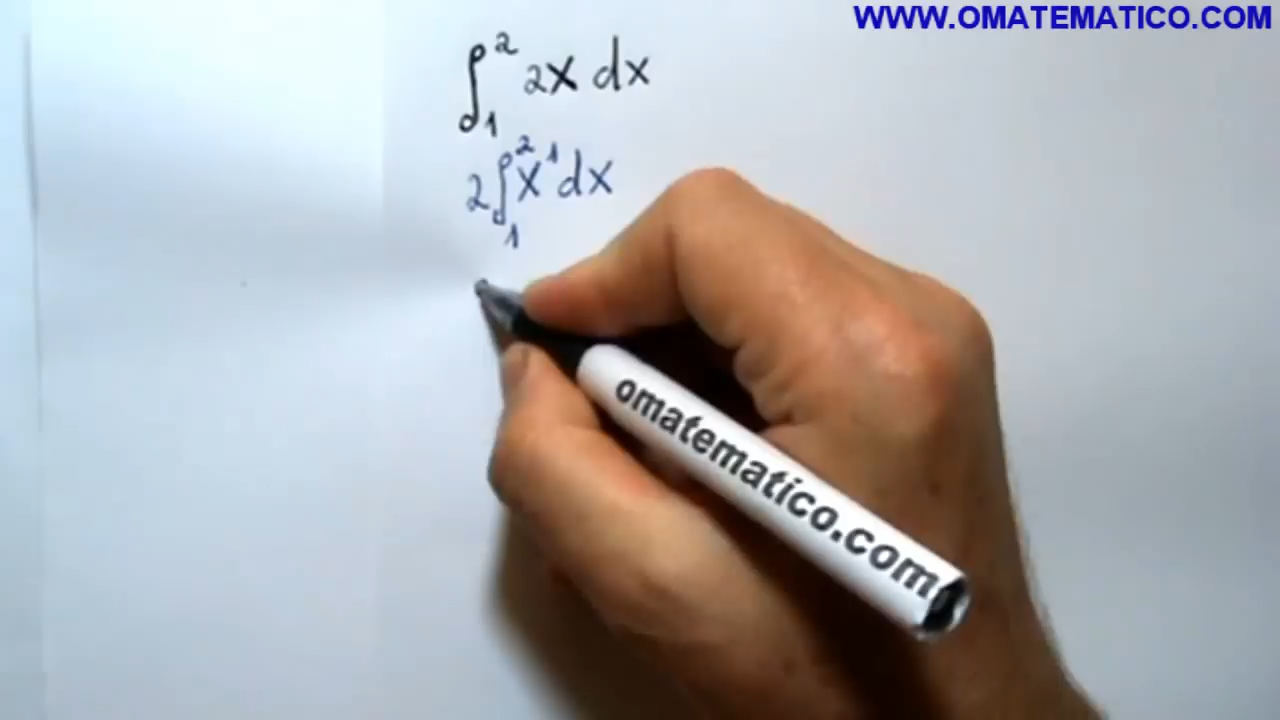 WWW.OMATEMATICO.COM
∫₁² 2x dx
2∫₁² x¹ dx
omatematico.com